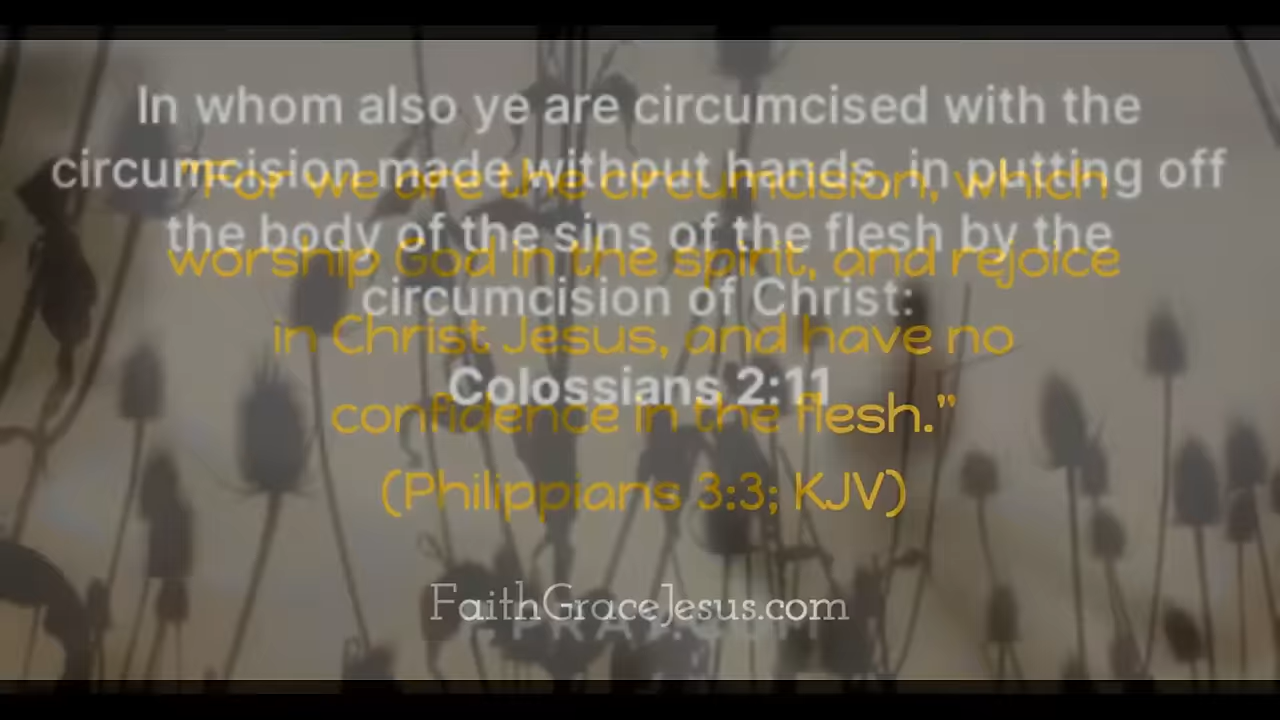 In whom also ye are circumcised with the
circumcision made without hands, in putting off
the body of the sins of the flesh by the
circumcision of Christ:
Colossians 2:11
"For we are the circumcision, which
worship God in the spirit, and rejoice
in Christ Jesus, and have no
confidence in the flesh."
(Philippians 3:3; KJV)
FaithGraceJesus.com